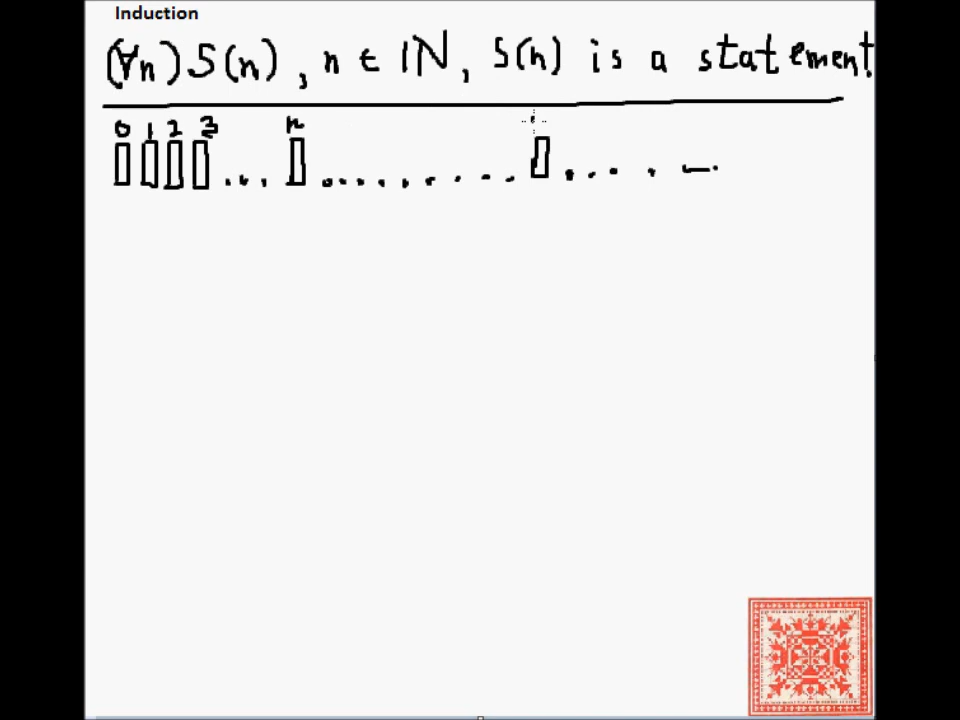 Induction
(∀n) S(n), n ∈ ℕ, S(n) is a statement.
0 1 2 3 n
... .......... .....